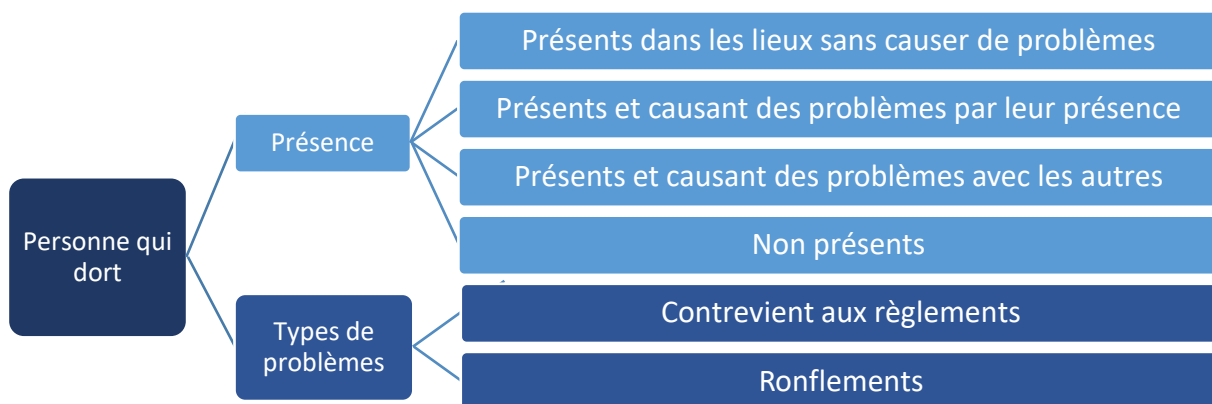 Présents dans les lieux sans causer de problèmes
Présents et causant des problèmes par leur présence
Présence
Présents et causant des problèmes avec les autres
Personne qui
dort
Non présents
Contrevient aux règlements
Types de
problèmes
Ronflements